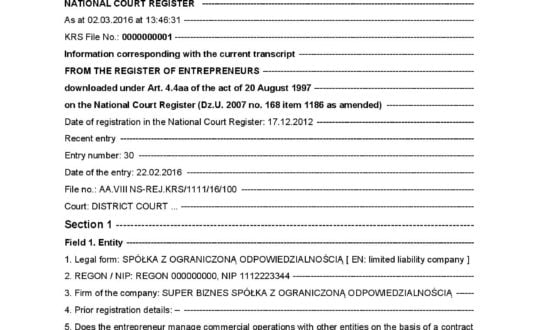 NATIONAL COURT REGISTER
As at 02.03.2016 at 13:46:31
KRS File No.: 0000000001
Information corresponding with the current transcript
FROM THE REGISTER OF ENTREPRENEURS
downloaded under Art. 4.4aa of the act of 20 August 1997
on the National Court Register (Dz.U. 2007 no. 168 item 1186 as amended)
Date of registration in the National Court Register: 17.12.2012
Recent entry
Entry number: 30
Date of the entry: 22.02.2016
File no.: AA.VIII NS-REJ.KRS/1111/16/100
Court: DISTRICT COURT ...
Section 1
Field 1. Entity
1. Legal form: SPÓŁKA Z OGRANICZONĄ ODPOWIEDZIALNOŚCIĄ [ EN: limited liability company ]
2. REGON / NIP: REGON 000000000, NIP 1112223344
3. Firm of the company: SUPER BIZNES SPÓŁKA Z OGRANICZONĄ ODPOWIEDZIALNOŚCIĄ
4. Prior registration details: --
5. Does the entrepreneur manage commercial operations with other entities on the basis of a contract